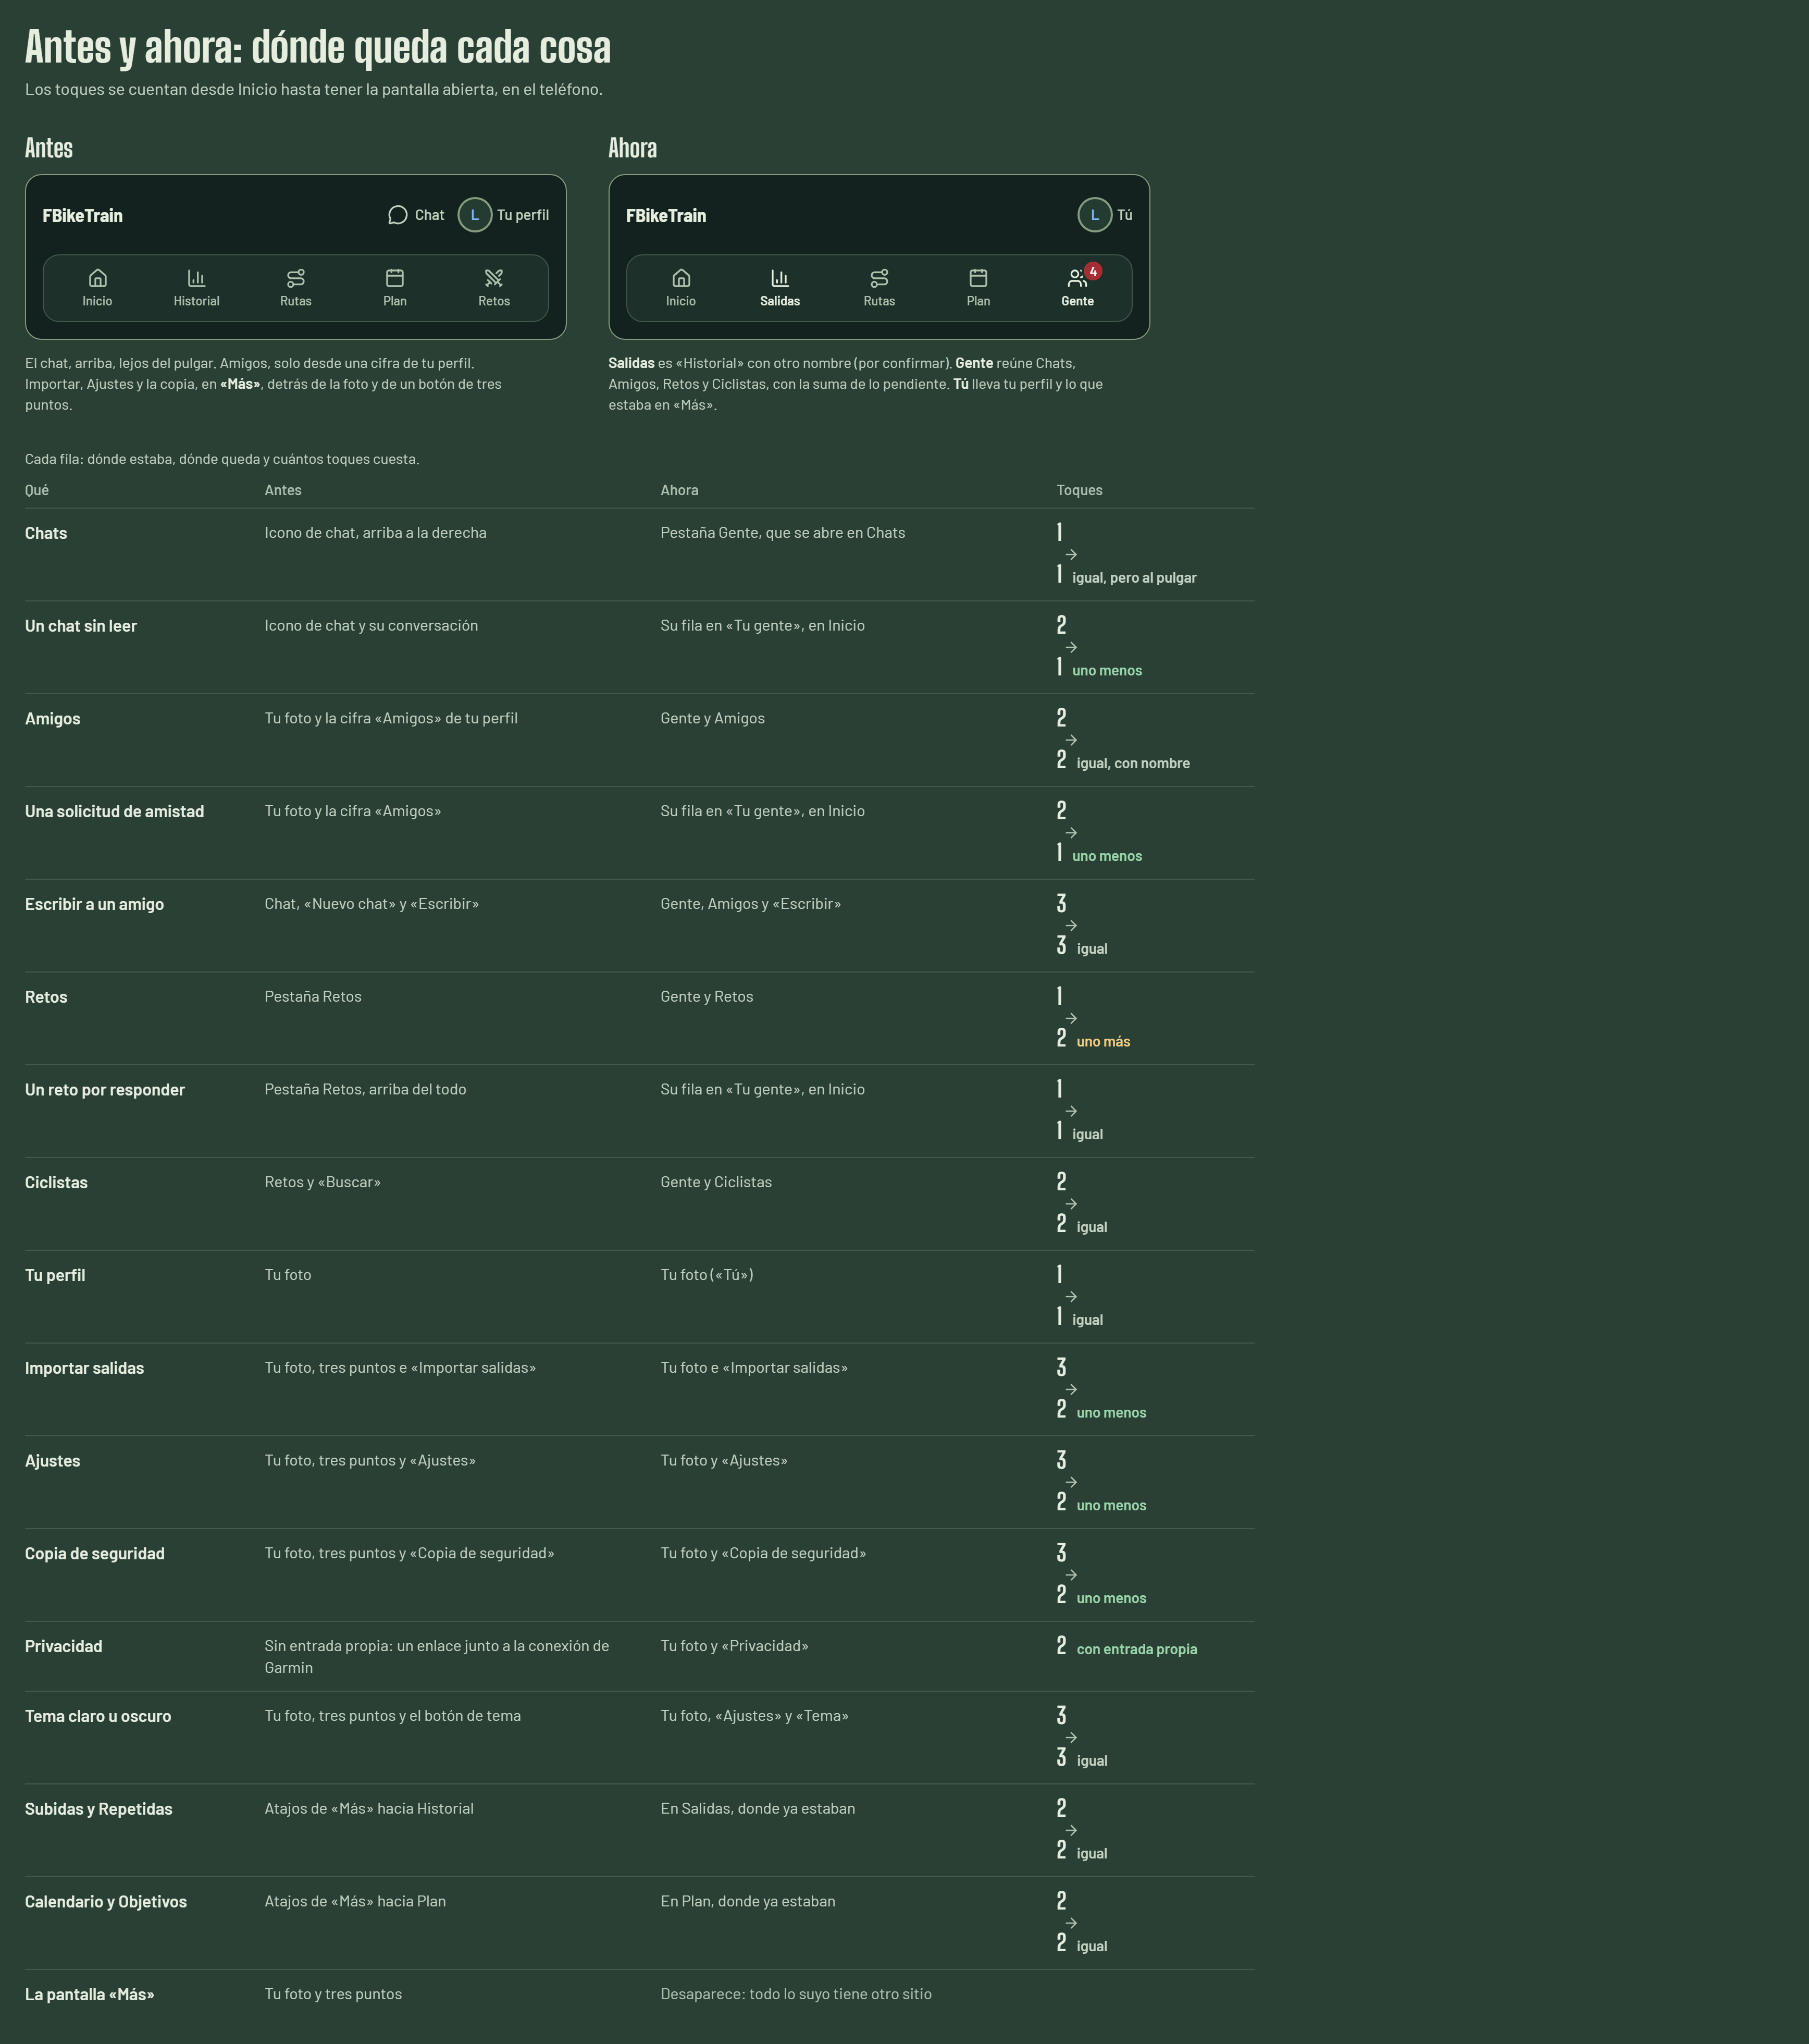 Antes y ahora: dónde queda cada cosa
Los toques se cuentan desde Inicio hasta tener la pantalla abierta, en el teléfono.
Antes
FBikeTrain
Chat
L
Tu perfil
Inicio
Historial
Rutas
Plan
Retos
El chat, arriba, lejos del pulgar. Amigos, solo desde una cifra de tu perfil.
Importar, Ajustes y la copia, en «Más», detrás de la foto y de un botón de tres
puntos.
Ahora
FBikeTrain
L
Tú
Inicio
Salidas
Rutas
Plan
4
Gente
Salidas es «Historial» con otro nombre (por confirmar). Gente reúne Chats,
Amigos, Retos y Ciclistas, con la suma de lo pendiente. Tú lleva tu perfil y lo que
estaba en «Más».
Cada fila: dónde estaba, dónde queda y cuántos toques cuesta.
Qué
Antes
Ahora
Toques
Chats
Icono de chat, arriba a la derecha
Pestaña Gente, que se abre en Chats
1
→
1 igual, pero al pulgar
Un chat sin leer
Icono de chat y su conversación
Su fila en «Tu gente», en Inicio
2
→
1 uno menos
Amigos
Tu foto y la cifra «Amigos» de tu perfil
Gente y Amigos
2
→
2 igual, con nombre
Una solicitud de amistad
Tu foto y la cifra «Amigos»
Su fila en «Tu gente», en Inicio
2
→
1 uno menos
Escribir a un amigo
Chat, «Nuevo chat» y «Escribir»
Gente, Amigos y «Escribir»
3
→
3 igual
Retos
Pestaña Retos
Gente y Retos
1
→
2 uno más
Un reto por responder
Pestaña Retos, arriba del todo
Su fila en «Tu gente», en Inicio
1
→
1 igual
Ciclistas
Retos y «Buscar»
Gente y Ciclistas
2
→
2 igual
Tu perfil
Tu foto
Tu foto («Tú»)
1
→
1 igual
Importar salidas
Tu foto, tres puntos e «Importar salidas»
Tu foto e «Importar salidas»
3
→
2 uno menos
Ajustes
Tu foto, tres puntos y «Ajustes»
Tu foto y «Ajustes»
3
→
2 uno menos
Copia de seguridad
Tu foto, tres puntos y «Copia de seguridad»
Tu foto y «Copia de seguridad»
3
→
2 uno menos
Privacidad
Sin entrada propia: un enlace junto a la conexión de
Garmin
Tu foto y «Privacidad»
2 con entrada propia
Tema claro u oscuro
Tu foto, tres puntos y el botón de tema
Tu foto, «Ajustes» y «Tema»
3
→
3 igual
Subidas y Repetidas
Atajos de «Más» hacia Historial
En Salidas, donde ya estaban
2
→
2 igual
Calendario y Objetivos
Atajos de «Más» hacia Plan
En Plan, donde ya estaban
2
→
2 igual
La pantalla «Más»
Tu foto y tres puntos
Desaparece: todo lo suyo tiene otro sitio